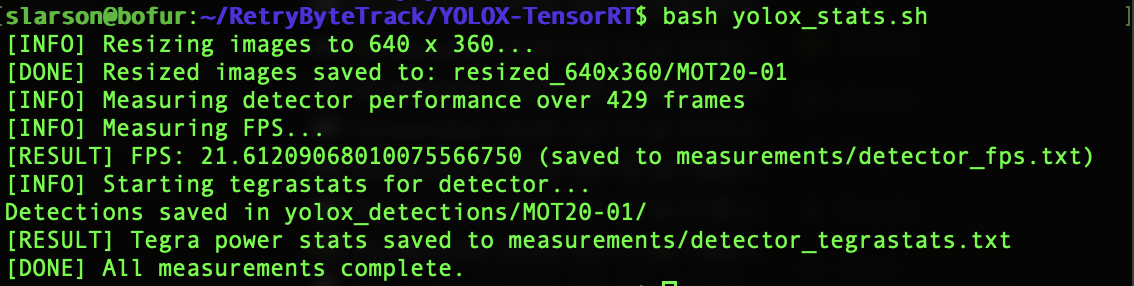 slarson@bofur:~/RetryByteTrack/YOLOX-TensorRT$ bash yolox_stats.sh
[INFO] Resizing images to 640 x 360...
[DONE] Resized images saved to: resized_640x360/MOT20-01
[INFO] Measuring detector performance over 429 frames
[INFO] Measuring FPS...
[RESULT] FPS: 21.61209068010075566750 (saved to measurements/detector_fps.txt)
[INFO] Starting tegrastats for detector...
Detections saved in yolox_detections/MOT20-01/
[RESULT] Tegra power stats saved to measurements/detector_tegrastats.txt
[DONE] All measurements complete.